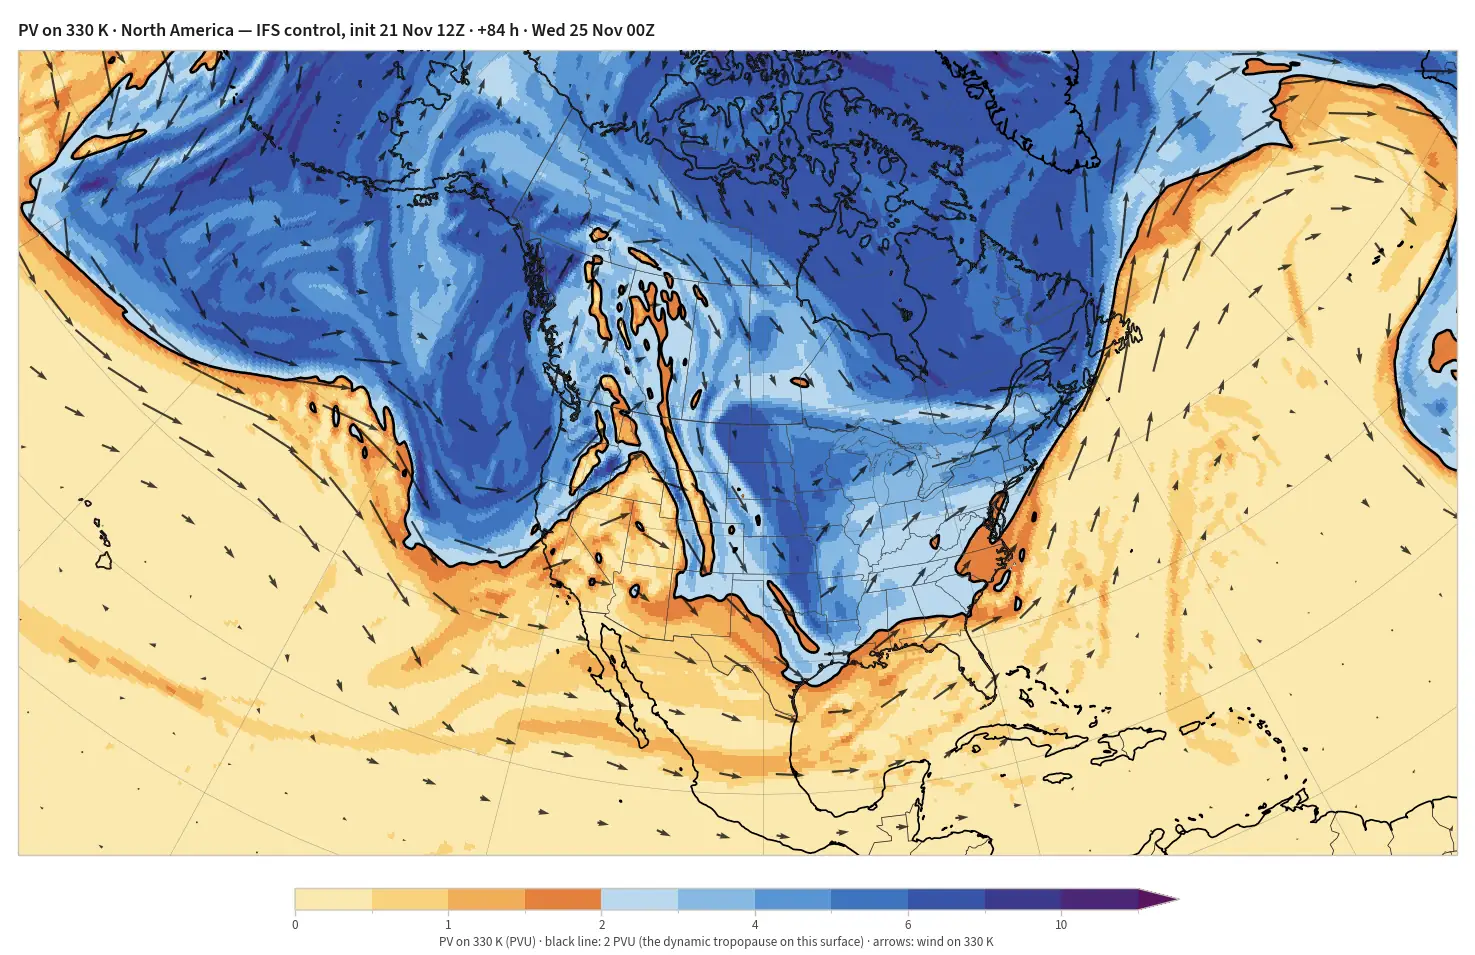 PV on 330 K · North America — IFS control, init 21 Nov 12Z · +84 h · Wed 25 Nov 00Z
0 1 2 4 6 10
PV on 330 K (PVU) · black line: 2 PVU (the dynamic tropopause on this surface) · arrows: wind on 330 K